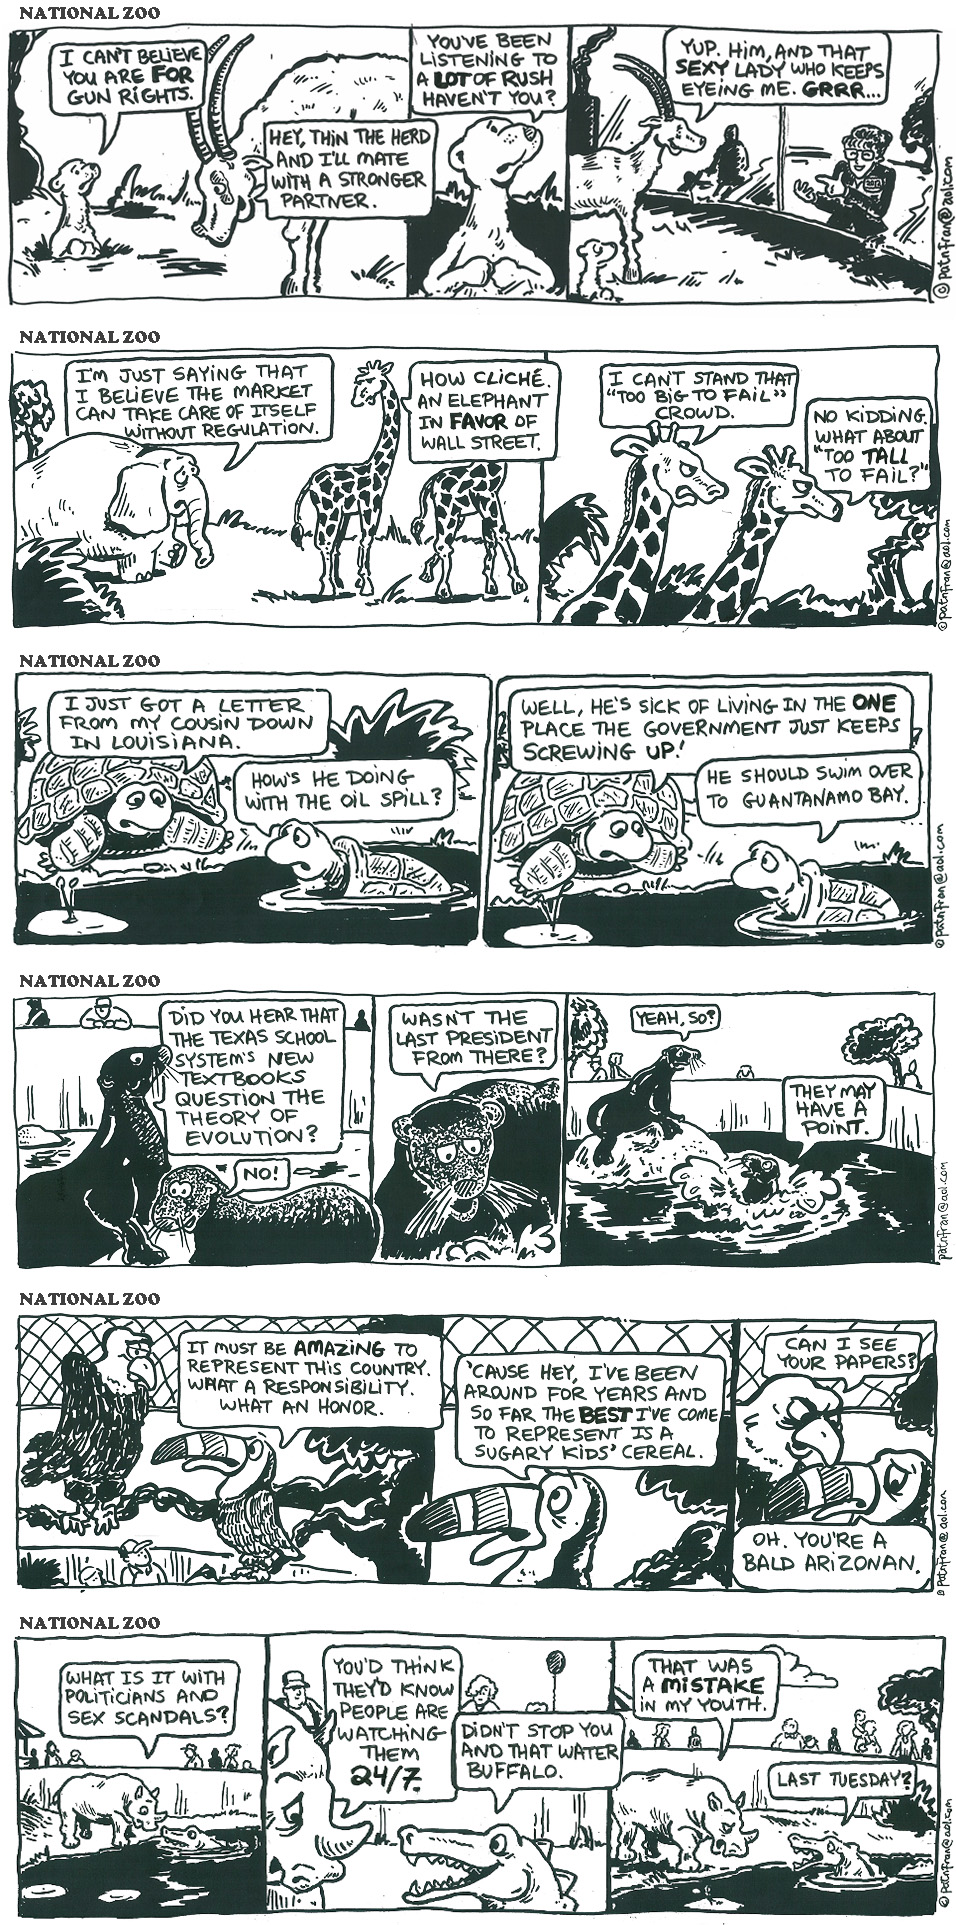 NATIONAL ZOO
I CAN'T BELIEVE
YOU ARE FOR
GUN RIGHTS.
HEY, THIN THE HERD
AND I'LL MATE
WITH A STRONGER
PARTNER.
YOU'VE BEEN
LISTENING TO
A LOT OF RUSH
HAVEN'T YOU?
YUP. HIM, AND THAT
SEXY LADY WHO KEEPS
EYEING ME. GRRR...
© patnfran@aol.com
NATIONAL ZOO
I'M JUST SAYING THAT
I BELIEVE THE MARKET
CAN TAKE CARE OF ITSELF
WITHOUT REGULATION.
HOW CLICHÉ.
AN ELEPHANT
IN FAVOR OF
WALL STREET.
I CAN'T STAND THAT
"TOO BIG TO FAIL"
CROWD.
NO KIDDING.
WHAT ABOUT
"TOO TALL
TO FAIL?"
© patnfran@aol.com
NATIONAL ZOO
I JUST GOT A LETTER
FROM MY COUSIN DOWN
IN LOUISIANA.
HOW'S HE DOING
WITH THE OIL SPILL?
WELL, HE'S SICK OF LIVING IN THE ONE
PLACE THE GOVERNMENT JUST KEEPS
SCREWING UP!
HE SHOULD SWIM OVER
TO GUANTANAMO BAY.
© patnfran@aol.com
NATIONAL ZOO
DID YOU HEAR THAT
THE TEXAS SCHOOL
SYSTEM'S NEW
TEXTBOOKS
QUESTION THE
THEORY OF
EVOLUTION?
NO!
WASN'T THE
LAST PRESIDENT
FROM THERE?
YEAH, SO?
THEY MAY
HAVE A
POINT.
patnfran@aol.com
NATIONAL ZOO
IT MUST BE AMAZING TO
REPRESENT THIS COUNTRY.
WHAT A RESPONSIBILITY.
WHAT AN HONOR.
'CAUSE HEY, I'VE BEEN
AROUND FOR YEARS AND
SO FAR THE BEST I'VE COME
TO REPRESENT IS A
SUGARY KIDS' CEREAL.
CAN I SEE
YOUR PAPERS?
OH. YOU'RE A
BALD ARIZONAN.
© patnfran@aol.com
NATIONAL ZOO
WHAT IS IT WITH
POLITICIANS AND
SEX SCANDALS?
YOU'D THINK
THEY'D KNOW
PEOPLE ARE
WATCHING
THEM
24/7.
DIDN'T STOP YOU
AND THAT WATER
BUFFALO.
THAT WAS
A MISTAKE
IN MY YOUTH.
LAST TUESDAY?
© patnfran@aol.com